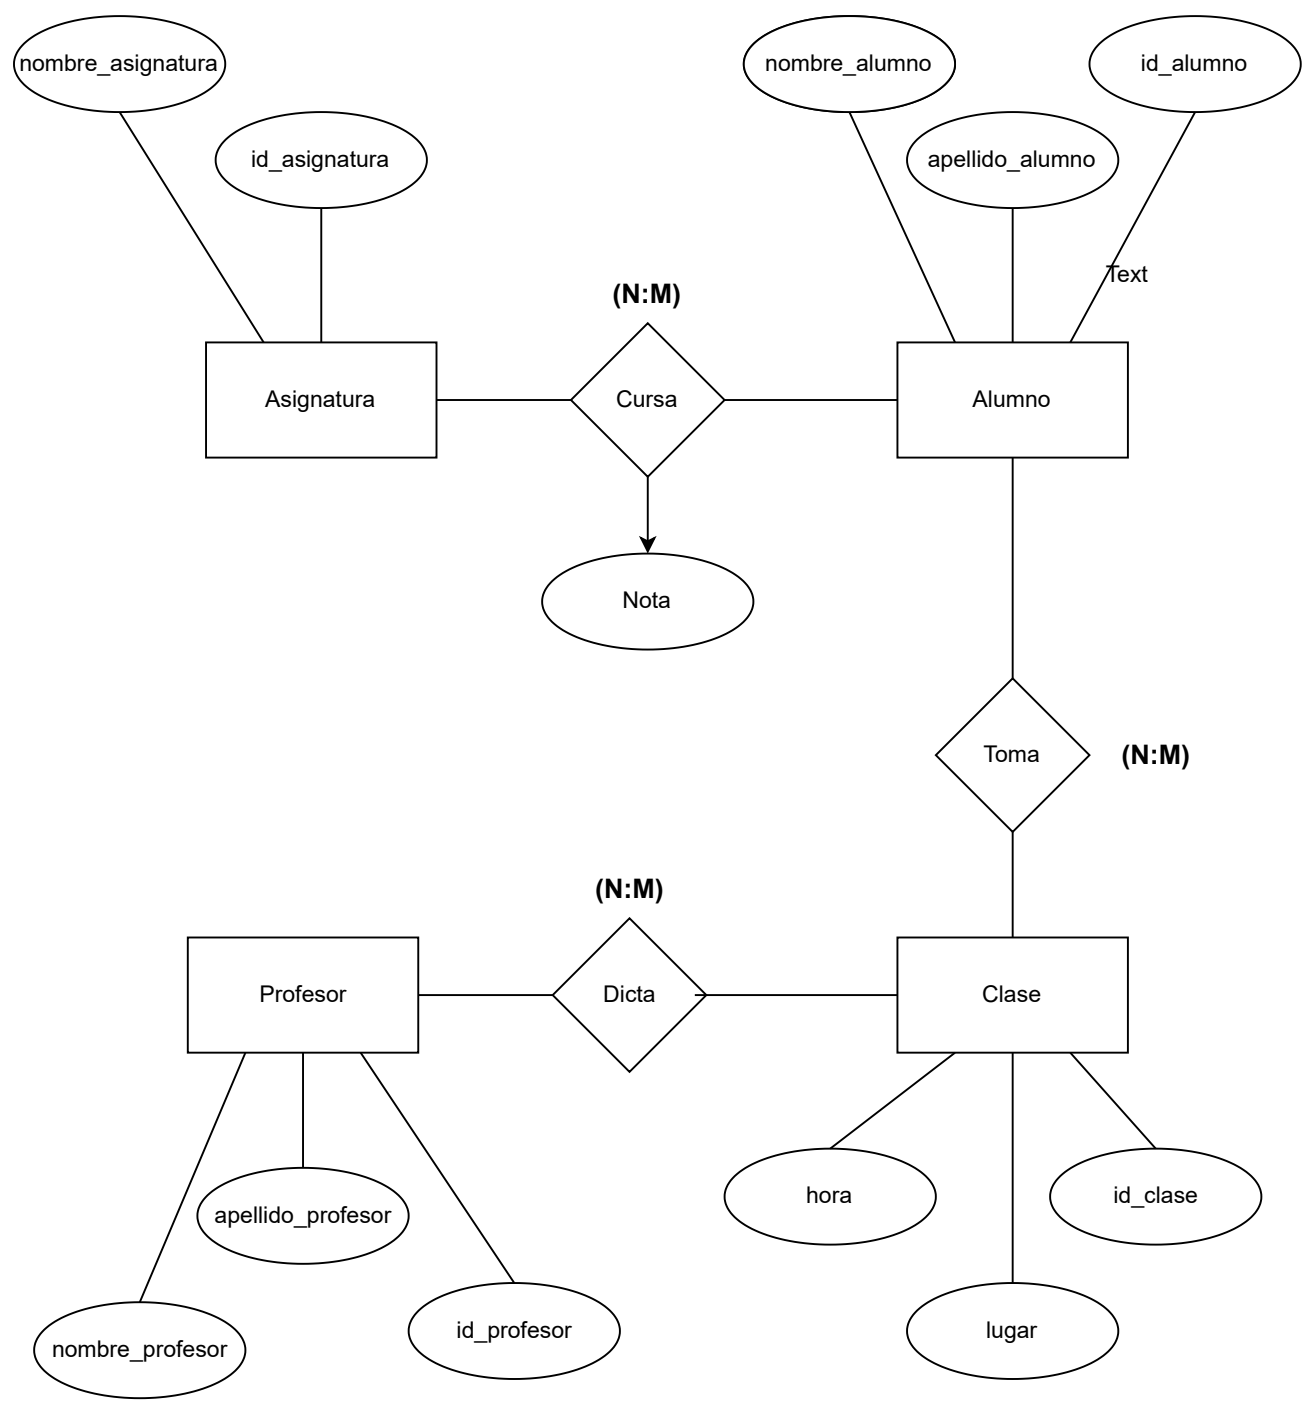 nombre_asignatura
nombre_alumno
id_alumno
id_asignatura
apellido_alumno
Text
(N:M)
Asignatura
Cursa
Alumno
Nota
Toma
(N:M)
(N:M)
Profesor
Dicta
Clase
hora
id_clase
apellido_profesor
id_profesor
lugar
nombre_profesor